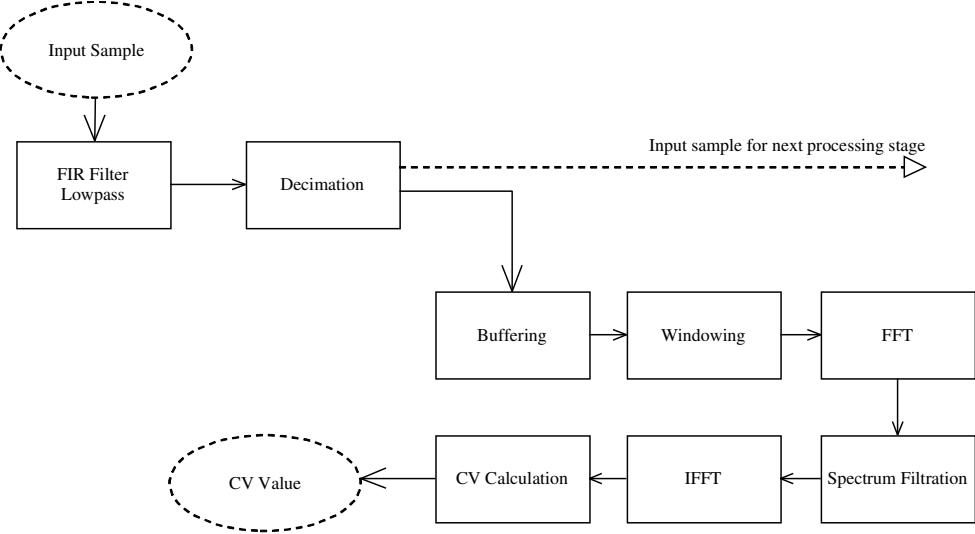 Input Sample
FIR Filter
Lowpass
Decimation
Input sample for next processing stage
Buffering
Windowing
FFT
CV Value
CV Calculation
IFFT
Spectrum Filtration